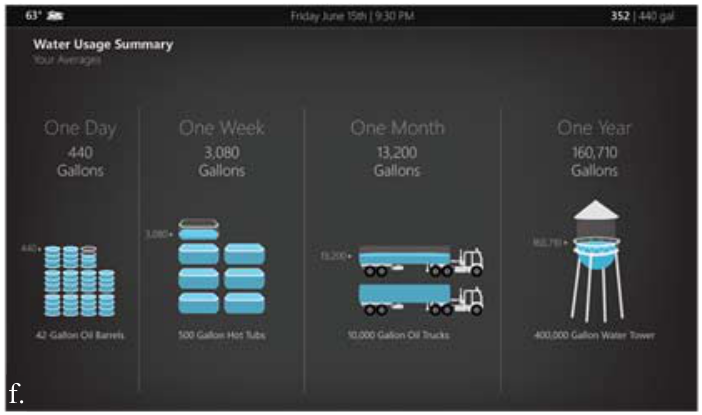 63°
Friday June 15th | 9:30 PM
352 | 440 gal
Water Usage Summary
Your Averages
One Day
440
Gallons
One Week
3,080
Gallons
One Month
13,200
Gallons
One Year
160,710
Gallons
440
3,080
13,200
160,710
42-Gallon Oil Barrels
500 Gallon Hot Tubs
10,000 Gallon Oil Trucks
400,000 Gallon Water Tower
f.